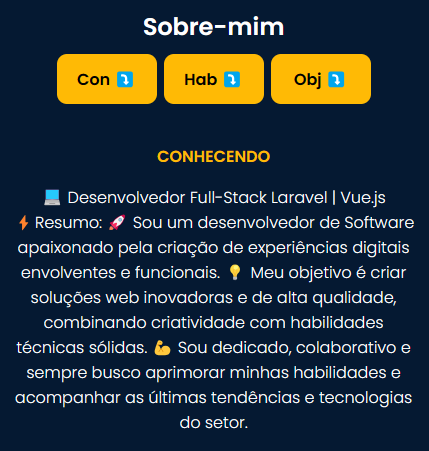 Sobre-mim
Con ⤵️ Hab ⤵️ Obj ⤵️
CONHECENDO
💻 Desenvolvedor Full-Stack Laravel | Vue.js
⚡ Resumo: 🚀 Sou um desenvolvedor de Software
apaixonado pela criação de experiências digitais
envolventes e funcionais. 💡 Meu objetivo é criar
soluções web inovadoras e de alta qualidade,
combinando criatividade com habilidades
técnicas sólidas. 💪 Sou dedicado, colaborativo e
sempre busco aprimorar minhas habilidades e
acompanhar as últimas tendências e tecnologias
do setor.